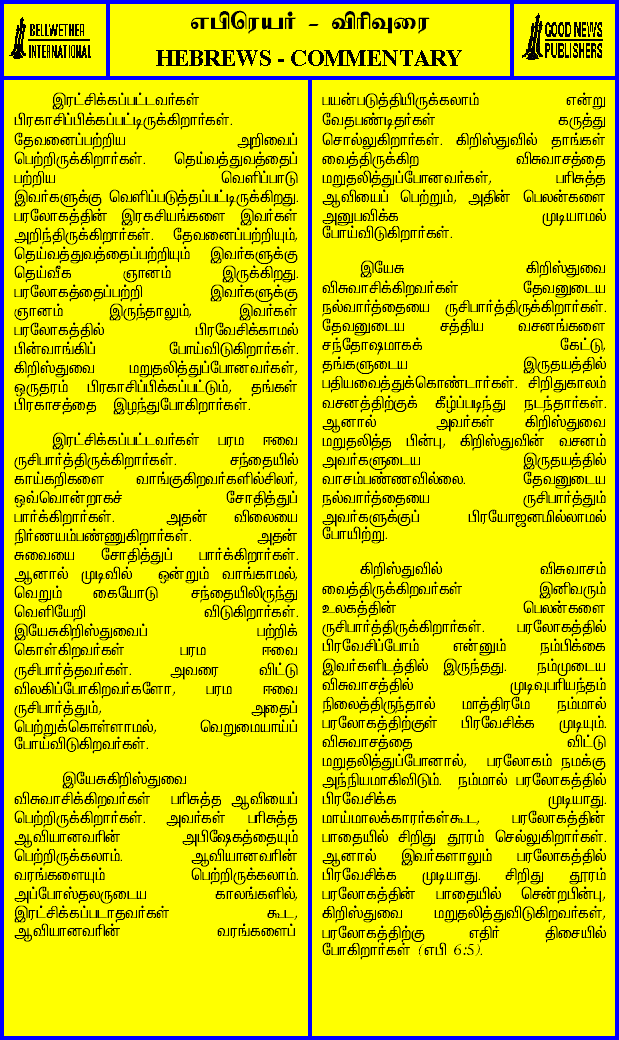 BELLWETHER
INTERNATIONAL
எபிரெயர் - விரிவுரை
HEBREWS - COMMENTARY
GOOD NEWS
PUBLISHERS
இரட்சிக்கப்பட்டவர்கள்
பிரகாசிப்பிக்கப்பட்டிருக்கிறார்கள்.
தேவனைப்பற்றிய அறிவைப்
பெற்றிருக்கிறார்கள். தெய்வத்துவத்தைப்
பற்றிய வெளிப்பாடு
இவர்களுக்கு வெளிப்படுத்தப்பட்டிருக்கிறது.
பரலோகத்தின் இரகசியங்களை இவர்கள்
அறிந்திருக்கிறார்கள். தேவனைப்பற்றியும்,
தெய்வத்துவத்தைப்பற்றியும் இவர்களுக்கு
தெய்வீக ஞானம் இருக்கிறது.
பரலோகத்தைப்பற்றி இவர்களுக்கு
ஞானம் இருந்தாலும், இவர்கள்
பரலோகத்தில் பிரவேசிக்காமல்
பின்வாங்கிப் போய்விடுகிறார்கள்.
கிறிஸ்துவை மறுதலித்துப்போனவர்கள்,
ஒருதரம் பிரகாசிப்பிக்கப்பட்டும், தங்கள்
பிரகாசத்தை இழந்துபோகிறார்கள்.
இரட்சிக்கப்பட்டவர்கள் பரம ஈவை
ருசிபார்த்திருக்கிறார்கள். சந்தையில்
காய்கறிகளை வாங்குகிறவர்களில்சிலர்,
ஒவ்வொன்றாகச் சோதித்துப்
பார்க்கிறார்கள். அதன் விலையை
நிர்ணயம்பண்ணுகிறார்கள். அதன்
சுவையை சோதித்துப் பார்க்கிறார்கள்.
ஆனால் முடிவில் ஒன்றும் வாங்காமல்,
வெறும் கையோடு சந்தையிலிருந்து
வெளியேறி விடுகிறார்கள்.
இயேசுகிறிஸ்துவைப் பற்றிக்
கொள்கிறவர்கள் பரம ஈவை
ருசிபார்த்தவர்கள். அவரை விட்டு
விலகிப்போகிறவர்களோ, பரம ஈவை
ருசிபார்த்தும், அதைப்
பெற்றுக்கொள்ளாமல், வெறுமையாய்ப்
போய்விடுகிறவர்கள்.
இயேசுகிறிஸ்துவை
விசுவாசிக்கிறவர்கள் பரிசுத்த ஆவியைப்
பெற்றிருக்கிறார்கள். அவர்கள் பரிசுத்த
ஆவியானவரின் அபிஷேகத்தையும்
பெற்றிருக்கலாம். ஆவியானவரின்
வரங்களையும் பெற்றிருக்கலாம்.
அப்போஸ்தலருடைய காலங்களில்,
இரட்சிக்கப்படாதவர்கள் கூட,
ஆவியானவரின் வரங்களைப்
பயன்படுத்தியிருக்கலாம் என்று
வேதபண்டிதர்கள் கருத்து
சொல்லுகிறார்கள். கிறிஸ்துவில் தாங்கள்
வைத்திருக்கிற விசுவாசத்தை
மறுதலித்துப்போனவர்கள், பரிசுத்த
ஆவியைப் பெற்றும், அதின் பெலன்களை
அனுபவிக்க முடியாமல்
போய்விடுகிறார்கள்.
இயேசு கிறிஸ்துவை
விசுவாசிக்கிறவர்கள் தேவனுடைய
நல்வார்த்தையை ருசிபார்த்திருக்கிறார்கள்.
தேவனுடைய சத்திய வசனங்களை
சந்தோஷமாகக் கேட்டு,
தங்களுடைய இருதயத்தில்
பதியவைத்துக்கொண்டார்கள். சிறிதுகாலம்
வசனத்திற்குக் கீழ்ப்படிந்து நடந்தார்கள்.
ஆனால் அவர்கள் கிறிஸ்துவை
மறுதலித்த பின்பு, கிறிஸ்துவின் வசனம்
அவர்களுடைய இருதயத்தில்
வாசம்பண்ணவில்லை. தேவனுடைய
நல்வார்த்தையை ருசிபார்த்தும்
அவர்களுக்குப் பிரயோஜனமில்லாமல்
போயிற்று.
கிறிஸ்துவில் விசுவாசம்
வைத்திருக்கிறவர்கள் இனிவரும்
உலகத்தின் பெலன்களை
ருசிபார்த்திருக்கிறார்கள். பரலோகத்தில்
பிரவேசிப்போம் என்னும் நம்பிக்கை
இவர்களிடத்தில் இருந்தது. நம்முடைய
விசுவாசத்தில் முடிவுபரியந்தம்
நிலைத்திருந்தால் மாத்திரமே நம்மால்
பரலோகத்திற்குள் பிரவேசிக்க முடியும்.
விசுவாசத்தை விட்டு
மறுதலித்துப்போனால், பரலோகம் நமக்கு
அந்நியமாகிவிடும். நம்மால் பரலோகத்தில்
பிரவேசிக்க முடியாது.
மாய்மாலக்காரர்கள்கூட, பரலோகத்தின்
பாதையில் சிறிது தூரம் செல்லுகிறார்கள்.
ஆனால் இவர்களாலும் பரலோகத்தில்
பிரவேசிக்க முடியாது. சிறிது தூரம்
பரலோகத்தின் பாதையில் சென்றபின்பு,
கிறிஸ்துவை மறுதலித்துவிடுகிறவர்கள்,
பரலோகத்திற்கு எதிர் திசையில்
போகிறார்கள் (எபி 6:5).